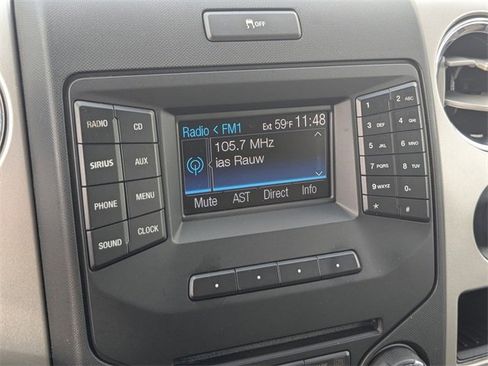 OFF
Radio < FM1 Ext 59°F 11:48
105.7 MHz
ias Rauw
Mute AST Direct Info
RADIO CD
SIRIUS AUX
PHONE MENU
SOUND CLOCK
1 2 ABC
3 DEF 4 GHI
5 JKL 6 MNO
7 PQRS 8 TUV
9 WXYZ 0
* #